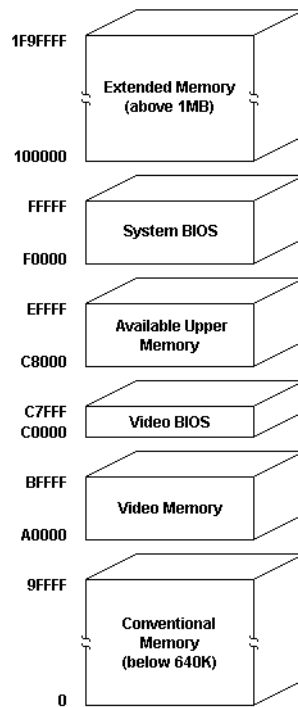 1F9FFFF
Extended Memory
(above 1MB)
100000
FFFFF
System BIOS
F0000
EFFFF
Available Upper
Memory
C8000
C7FFF
Video BIOS
C0000
BFFFF
Video Memory
A0000
9FFFF
Conventional
Memory
(below 640K)
0